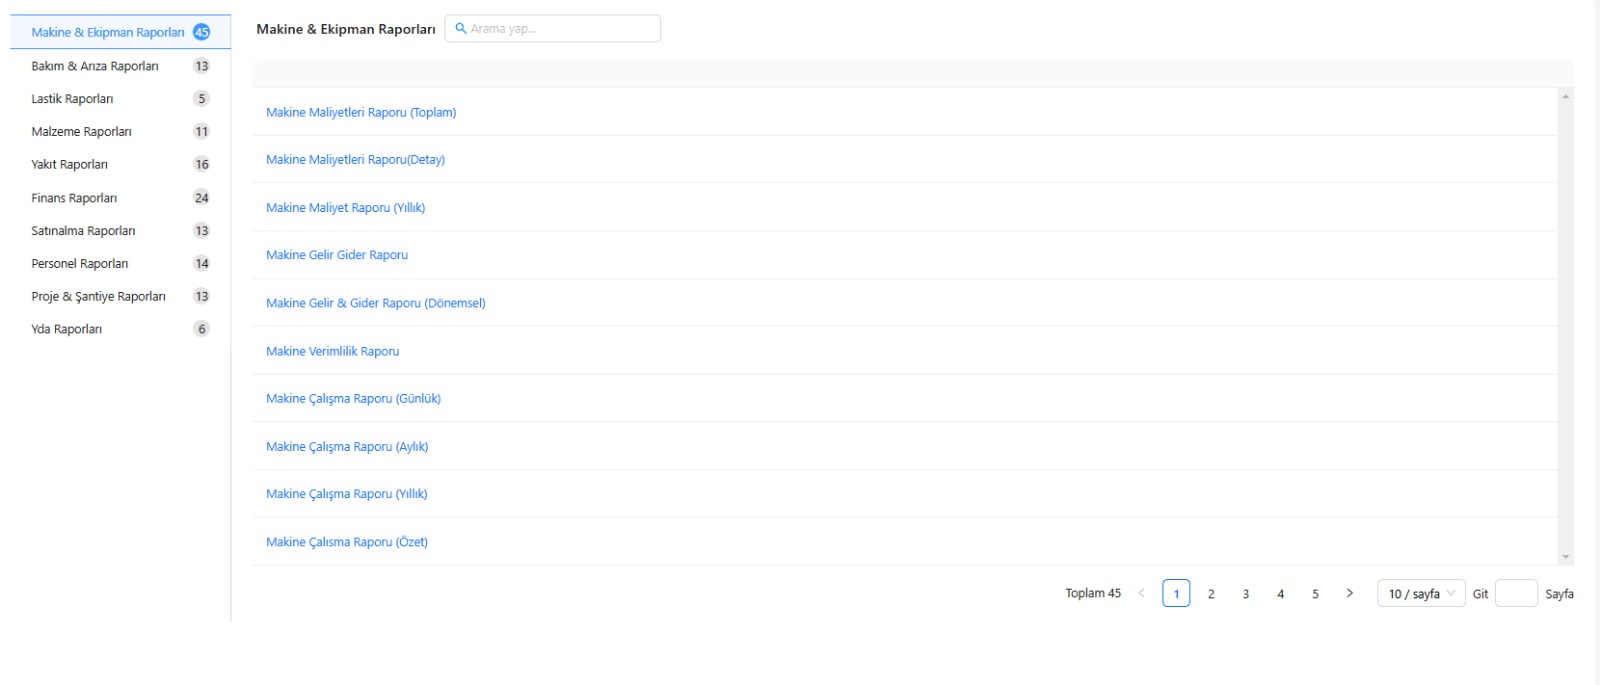 Makine & Ekipman Raporları 45
Bakım & Arıza Raporları 13
Lastik Raporları 5
Malzeme Raporları 11
Yakıt Raporları 16
Finans Raporları 24
Satınalma Raporları 13
Personel Raporları 14
Proje & Şantiye Raporları 13
Yda Raporları 6
Makine & Ekipman Raporları Arama yap...
Makine Maliyetleri Raporu (Toplam)
Makine Maliyetleri Raporu(Detay)
Makine Maliyet Raporu (Yıllık)
Makine Gelir Gider Raporu
Makine Gelir & Gider Raporu (Dönemsel)
Makine Verimlilik Raporu
Makine Çalışma Raporu (Günlük)
Makine Çalışma Raporu (Aylık)
Makine Çalışma Raporu (Yıllık)
Makine Çalısma Raporu (Özet)
Toplam 45 < 1 2 3 4 5 > 10 / sayfa Git Sayfa